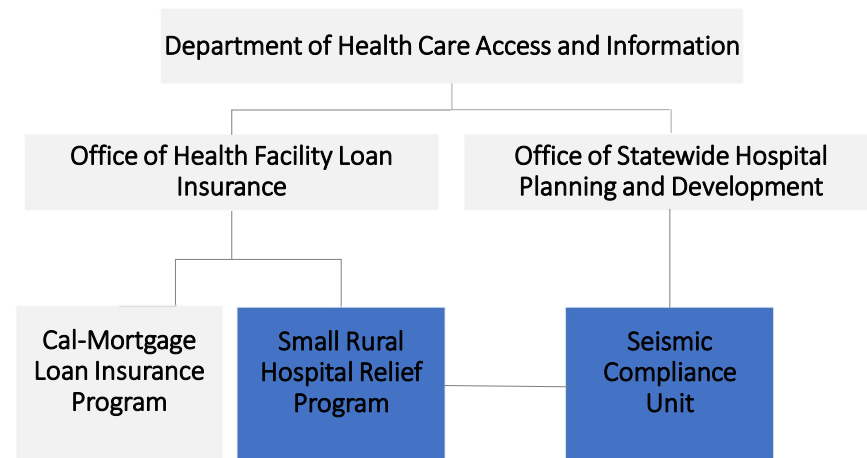 Department of Health Care Access and Information
Office of Health Facility Loan
Insurance
Office of Statewide Hospital
Planning and Development
Cal-Mortgage
Loan Insurance
Program
Small Rural
Hospital Relief
Program
Seismic
Compliance
Unit